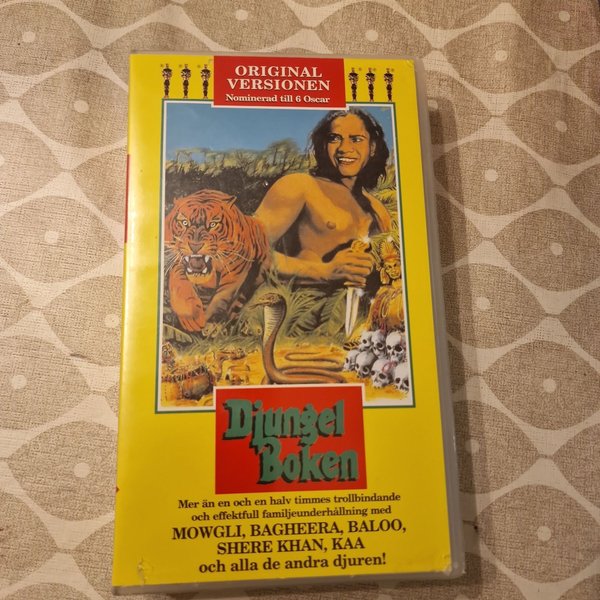 ORIGINAL
VERSIONEN
Nominerad till 6 Oscar
Djungel
Boken
Mer än en och en halv timmes trollbindande
och effektfull familjeunderhållning med
MOWGLI, BAGHEERA, BALOO,
SHERE KHAN, KAA
och alla de andra djuren!